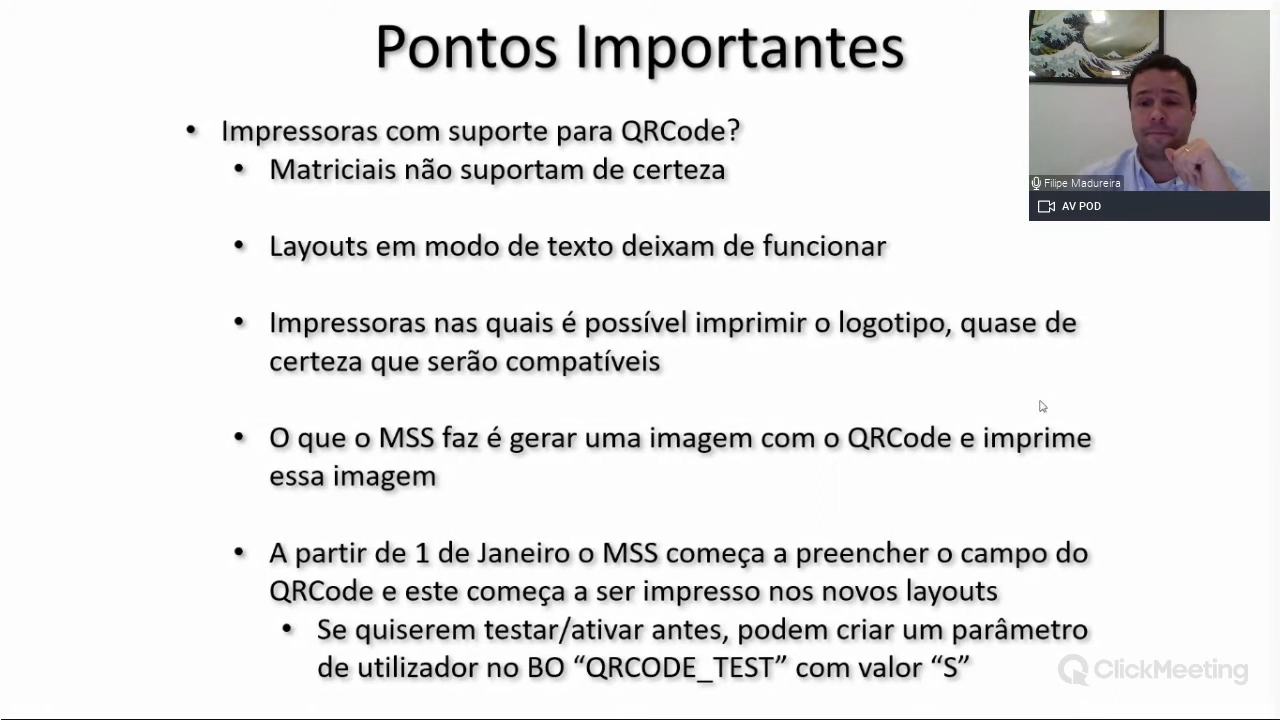 Pontos Importantes
• Impressoras com suporte para QRCode?
• Matriciais não suportam de certeza
• Layouts em modo de texto deixam de funcionar
• Impressoras nas quais é possível imprimir o logotipo, quase de
certeza que serão compatíveis
• O que o MSS faz é gerar uma imagem com o QRCode e imprime
essa imagem
• A partir de 1 de Janeiro o MSS começa a preencher o campo do
QRCode e este começa a ser impresso nos novos layouts
• Se quiserem testar/ativar antes, podem criar um parâmetro
de utilizador no BO “QRCODE_TEST” com valor “S”
Filipe Madureira
AV POD
ClickMeeting